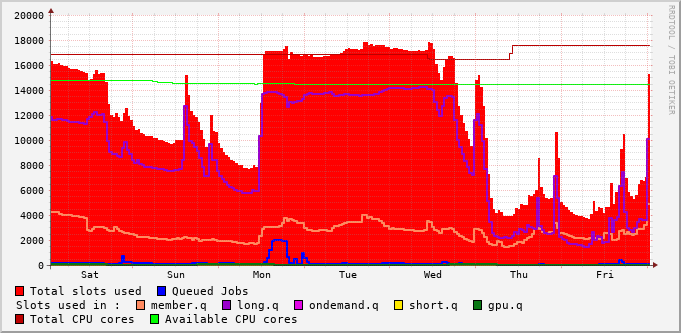 20000
18000
16000
14000
12000
10000
8000
6000
4000
2000
0
Sat Sun Mon Tue Wed Thu Fri
RRDTOOL / TOBI OETIKER
Total slots used Queued Jobs
Slots used in : member.q long.q ondemand.q short.q gpu.q
Total CPU cores Available CPU cores